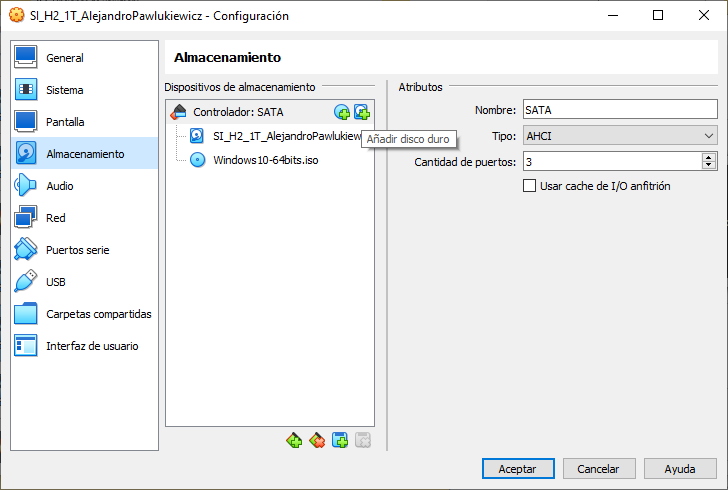 SI_H2_1T_AlejandroPawlukiewicz - Configuración
General
Sistema
Pantalla
Almacenamiento
Audio
Red
Puertos serie
USB
Carpetas compartidas
Interfaz de usuario
Almacenamiento
Dispositivos de almacenamiento
Controlador: SATA
SI_H2_1T_AlejandroPawlukiew
Añadir disco duro
Windows10-64bits.iso
Atributos
Nombre: SATA
Tipo: AHCI
Cantidad de puertos: 3
Usar cache de I/O anfitrión
Aceptar Cancelar Ayuda